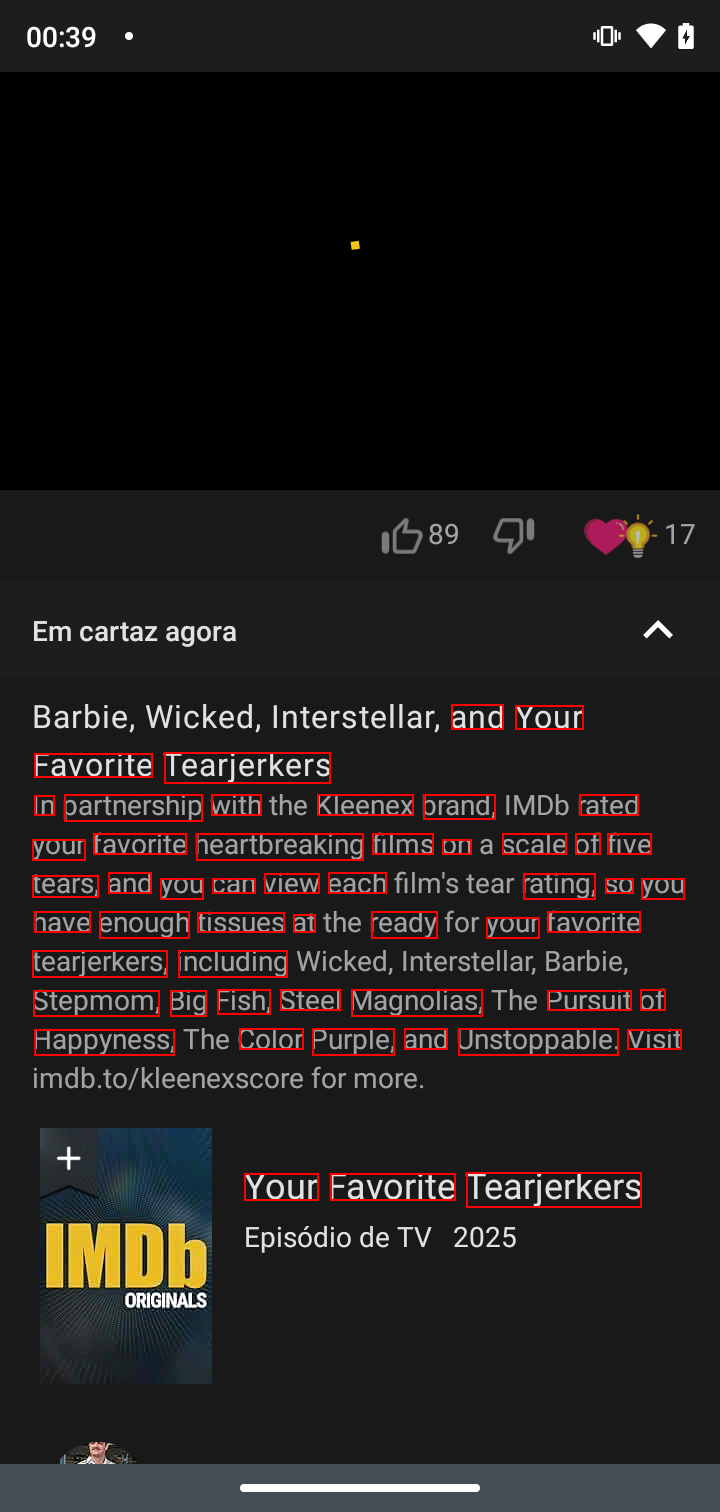 00:39
89
17
Em cartaz agora
Barbie, Wicked, Interstellar, and Your
Favorite Tearjerkers
In partnership with the Kleenex brand, IMDb rated
your favorite heartbreaking films on a scale of five
tears, and you can view each film's tear rating, so you
have enough tissues at the ready for your favorite
tearjerkers, including Wicked, Interstellar, Barbie,
Stepmom, Big Fish, Steel Magnolias, The Pursuit of
Happyness, The Color Purple, and Unstoppable. Visit
imdb.to/kleenexscore for more.
IMDb
ORIGINALS
Your Favorite Tearjerkers
Episódio de TV 2025